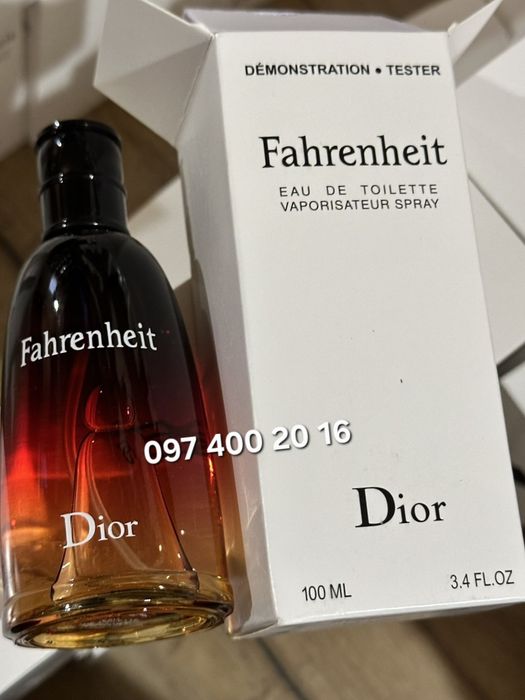 DÉMONSTRATION • TESTER
Fahrenheit
EAU DE TOILETTE
VAPORISATEUR SPRAY
Dior
100 ML 3.4 FL.OZ
Fahrenheit
Dior
097 400 20 16